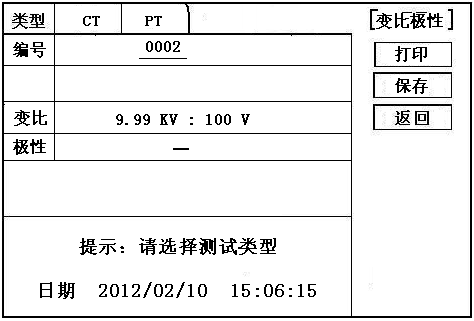 类型 CT PT [变比极性]
编号 0002 打印
保存
变比 9.99 KV : 100 V 返回
极性 —
提示: 请选择测试类型
日期 2012/02/10 15:06:15